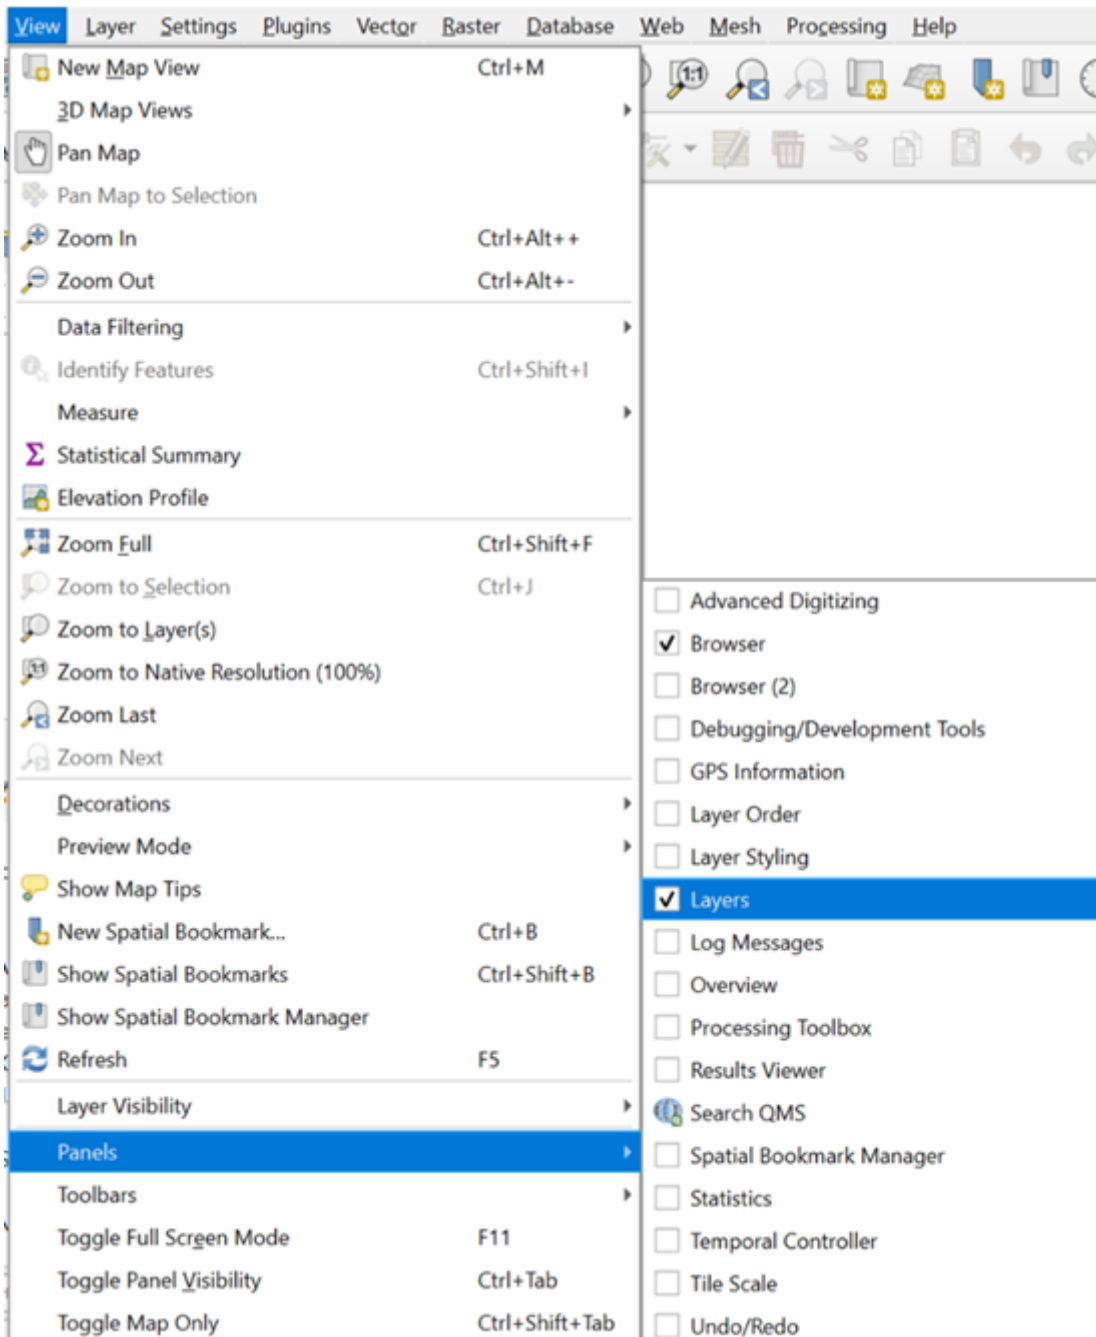 View Layer Settings Plugins Vector Raster Database Web Mesh Processing Help
New Map View Ctrl+M
3D Map Views
Pan Map
Pan Map to Selection
Zoom In Ctrl+Alt++
Zoom Out Ctrl+Alt+-
Data Filtering
Identify Features Ctrl+Shift+I
Measure
Statistical Summary
Elevation Profile
Zoom Full Ctrl+Shift+F
Zoom to Selection Ctrl+J
Zoom to Layer(s)
Zoom to Native Resolution (100%)
Zoom Last
Zoom Next
Decorations
Preview Mode
Show Map Tips
New Spatial Bookmark... Ctrl+B
Show Spatial Bookmarks Ctrl+Shift+B
Show Spatial Bookmark Manager
Refresh F5
Layer Visibility
Panels
Toolbars
Toggle Full Screen Mode F11
Toggle Panel Visibility Ctrl+Tab
Toggle Map Only Ctrl+Shift+Tab
1:1
Advanced Digitizing
Browser
Browser (2)
Debugging/Development Tools
GPS Information
Layer Order
Layer Styling
Layers
Log Messages
Overview
Processing Toolbox
Results Viewer
Search QMS
Spatial Bookmark Manager
Statistics
Temporal Controller
Tile Scale
Undo/Redo